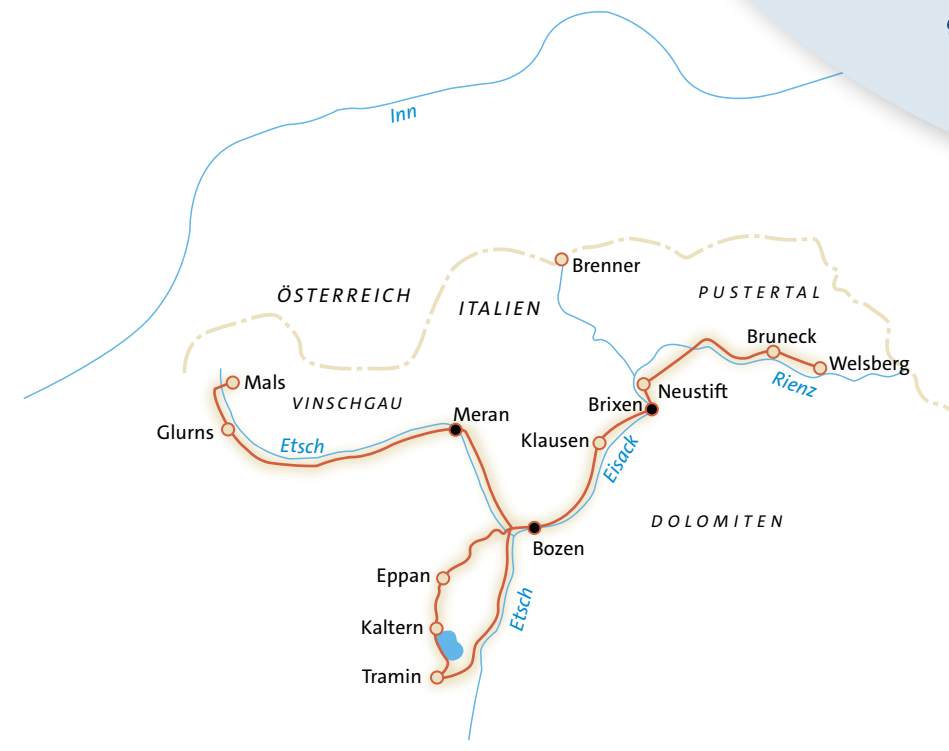 Inn
Brenner
ÖSTERREICH
ITALIEN
PUSTERTAL
Bruneck
Welsberg
Rienz
Mals
VINSCHGAU
Neustift
Brixen
Meran
Glurns
Etsch
Klausen
Eisack
DOLOMITEN
Bozen
Eppan
Etsch
Kaltern
Tramin